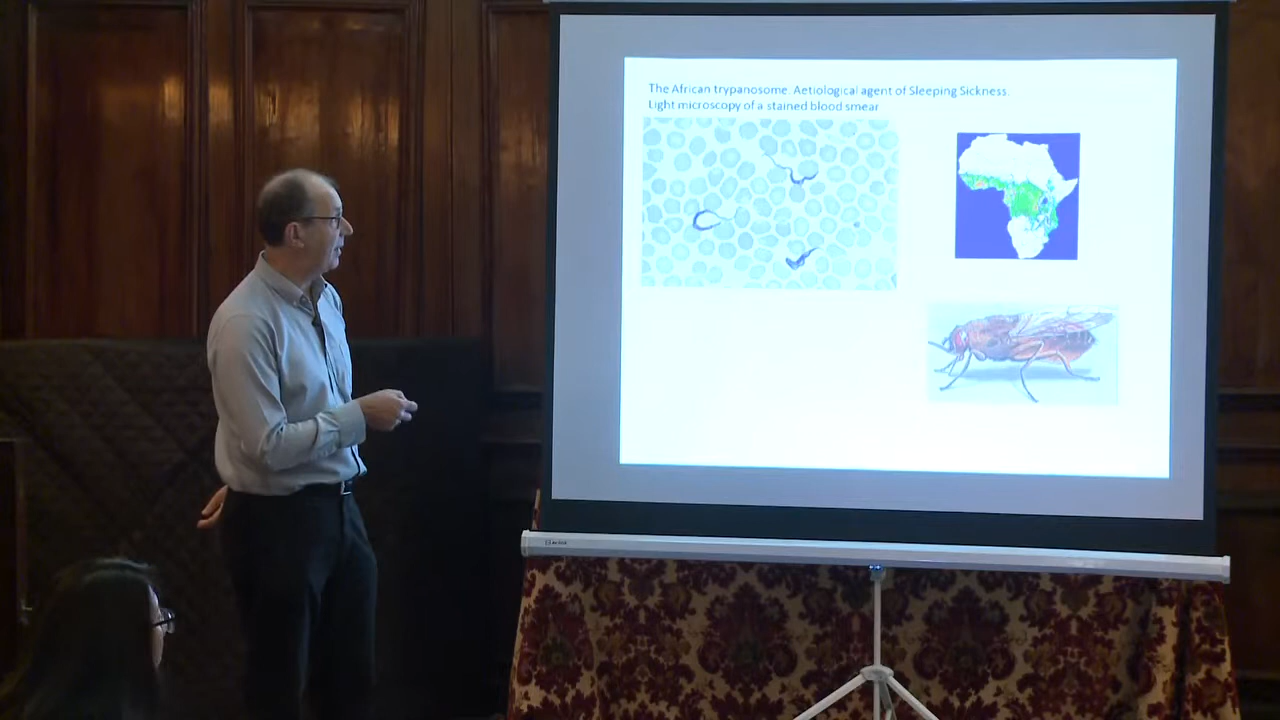 The African trypanosome. Aetiological agent of Sleeping Sickness.
Light microscopy of a stained blood smear